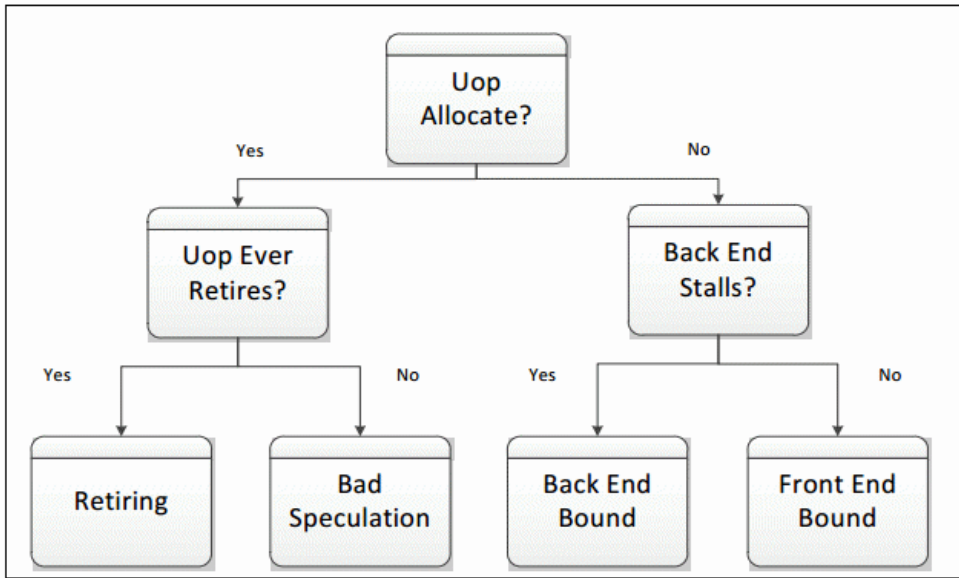 Uop
Allocate?
Yes
No
Uop Ever
Retires?
Back End
Stalls?
Yes
No
Yes
No
Retiring
Bad
Speculation
Back End
Bound
Front End
Bound